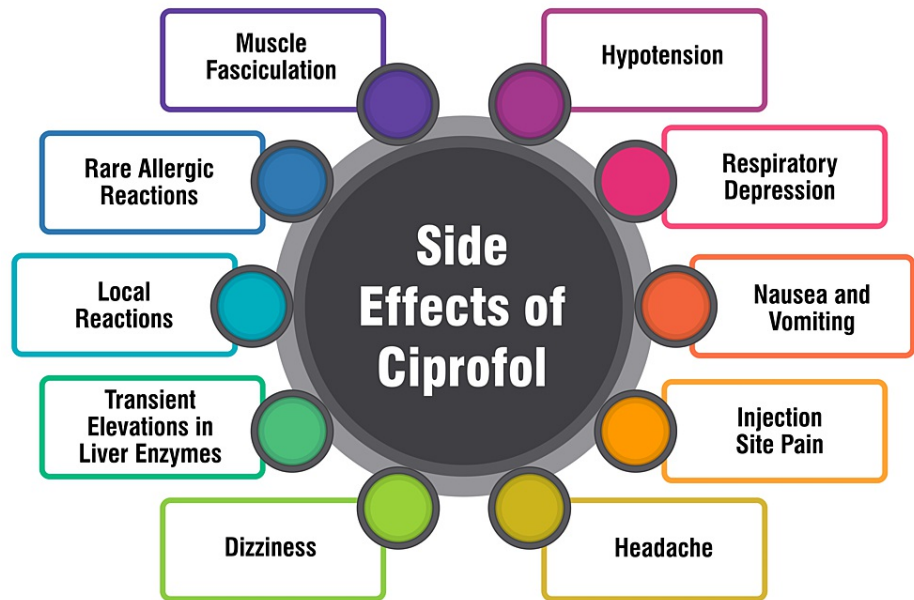 Side
Effects of
Ciprofol
Hypotension
Respiratory
Depression
Nausea and
Vomiting
Injection
Site Pain
Headache
Dizziness
Transient
Elevations in
Liver Enzymes
Local
Reactions
Rare Allergic
Reactions
Muscle
Fasciculation